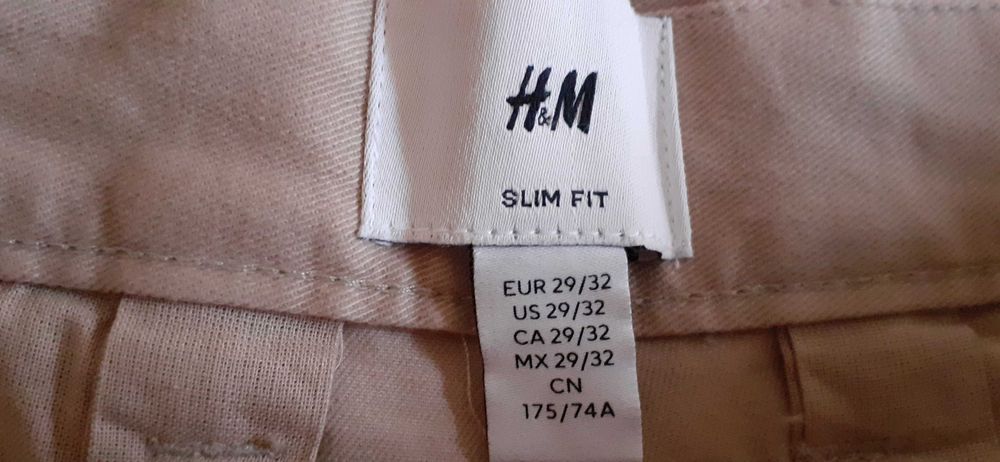 H&M
SLIM FIT
EUR 29/32
US 29/32
CA 29/32
MX 29/32
CN
175/74A